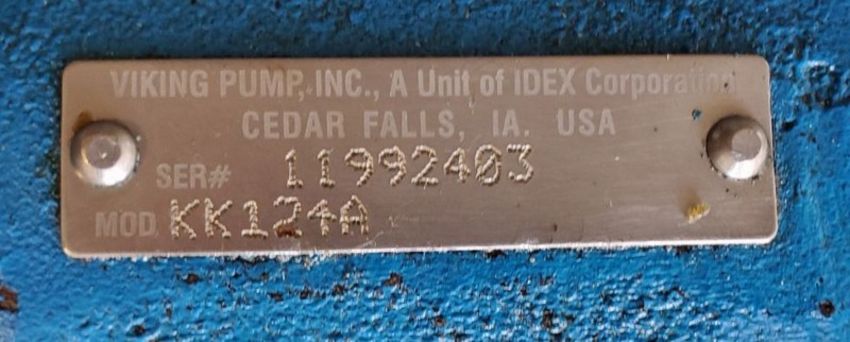 VIKING PUMP, INC., A Unit of IDEX Corporation
CEDAR FALLS, IA. USA
SER# 11992403
MOD KK124A